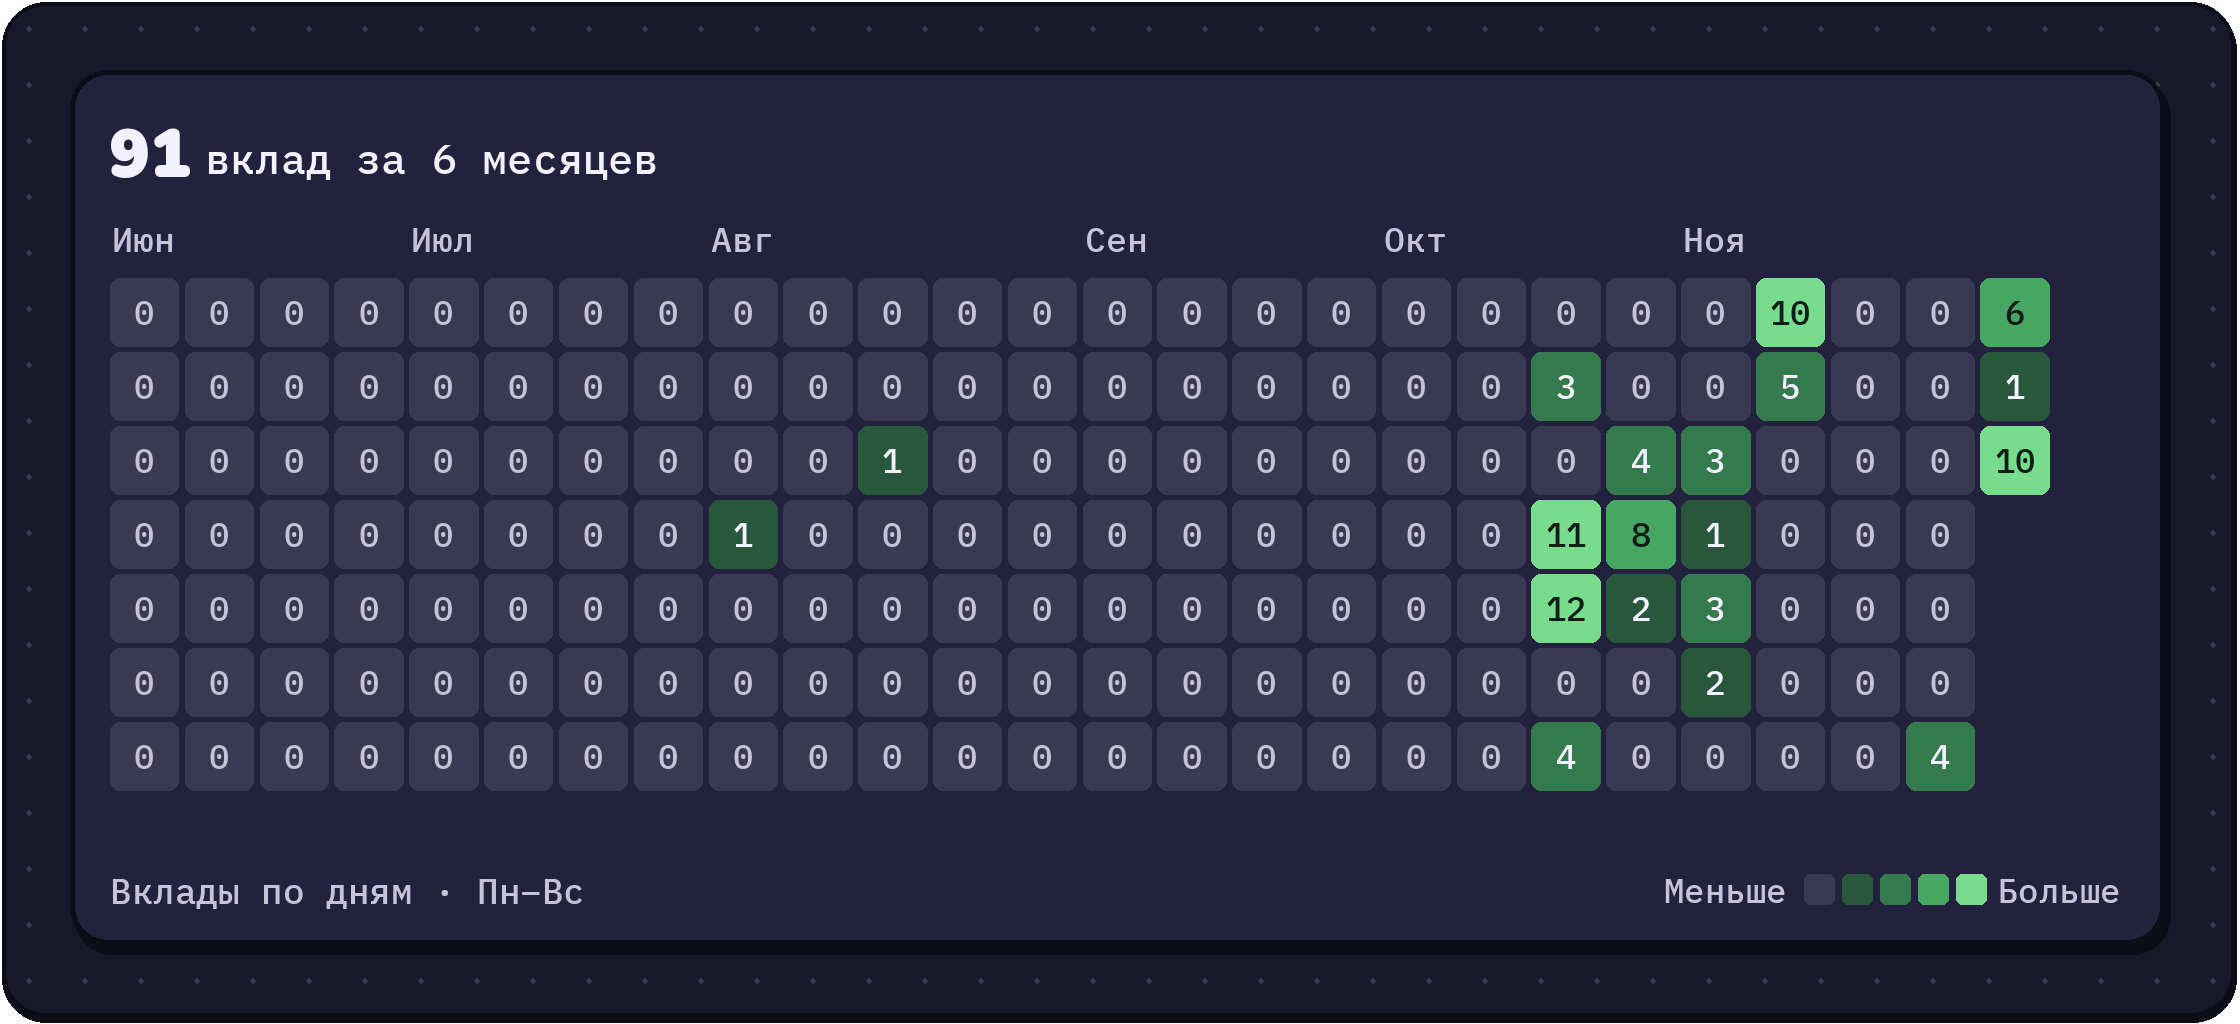 91 вклад за 6 месяцев
Июн Июл Авг Сен Окт Ноя
0 0 0 0 0 0 0 0 0 0 0 0 0 0 0 0 0 0 0 0 0 0 10 0 0 6
0 0 0 0 0 0 0 0 0 0 0 0 0 0 0 0 0 0 0 3 0 0 5 0 0 1
0 0 0 0 0 0 0 0 0 0 1 0 0 0 0 0 0 0 0 0 4 3 0 0 0 10
0 0 0 0 0 0 0 0 1 0 0 0 0 0 0 0 0 0 0 11 8 1 0 0 0
0 0 0 0 0 0 0 0 0 0 0 0 0 0 0 0 0 0 0 12 2 3 0 0 0
0 0 0 0 0 0 0 0 0 0 0 0 0 0 0 0 0 0 0 0 0 2 0 0 0
0 0 0 0 0 0 0 0 0 0 0 0 0 0 0 0 0 0 0 4 0 0 0 0 4
Вклады по дням · Пн–Вс
Меньше Больше